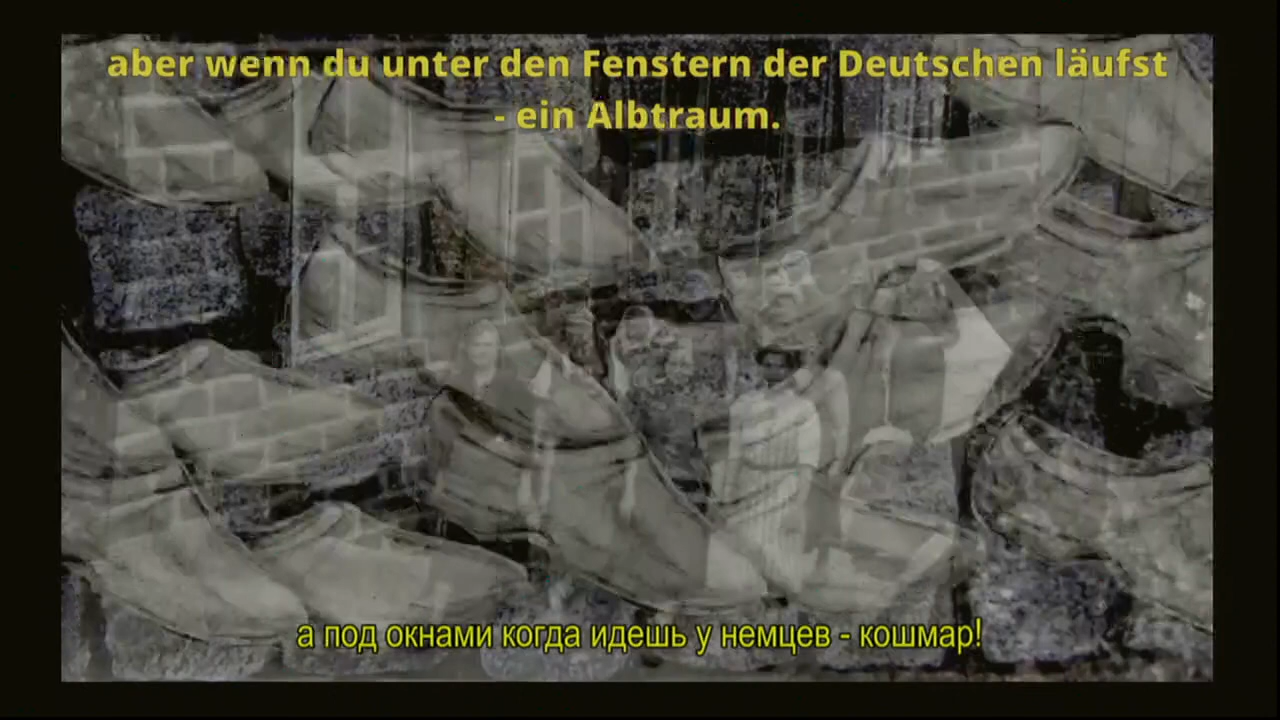 aber wenn du unter den Fenstern der Deutschen läufst
- ein Albtraum.
а под окнами когда идешь у немцев - кошмар!